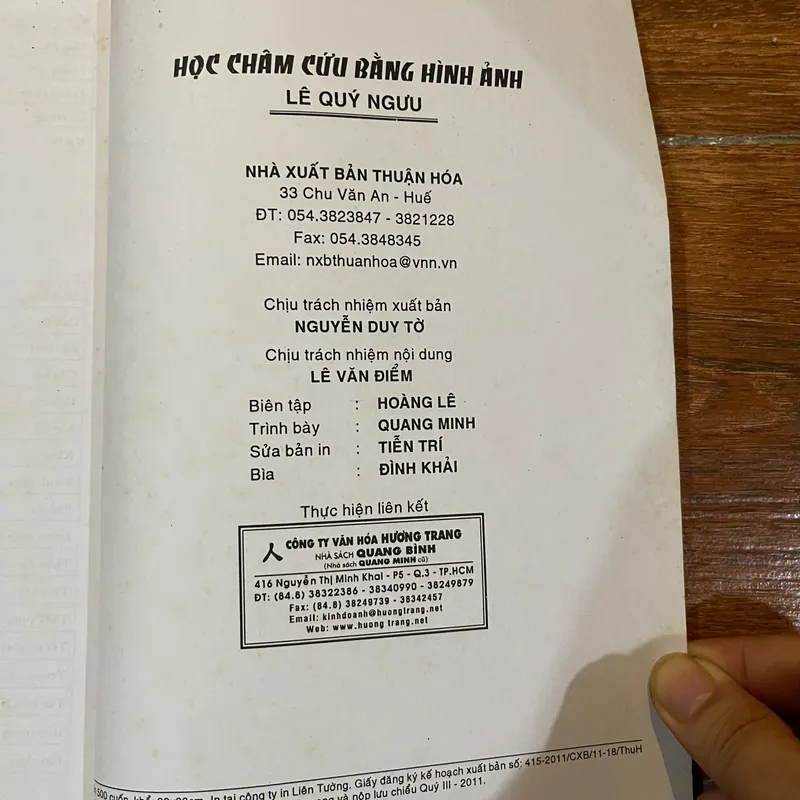 HỌC CHÂM CỨU BẰNG HÌNH ẢNH
LÊ QUÝ NGƯU
NHÀ XUẤT BẢN THUẬN HÓA
33 Chu Văn An - Huế
ĐT: 054.3823847 - 3821228
Fax: 054.3848345
Email: nxbthuanhoa@vnn.vn
Chịu trách nhiệm xuất bản
NGUYỄN DUY TỜ
Chịu trách nhiệm nội dung
LÊ VĂN ĐIỂM
Biên tập : HOÀNG LÊ
Trình bày : QUANG MINH
Sửa bản in : TIỄN TRÍ
Bìa : ĐÌNH KHẢI
Thực hiện liên kết
CÔNG TY VĂN HÓA HƯƠNG TRANG
NHÀ SÁCH QUANG BÌNH
(Nhà sách QUANG MINH cũ)
416 Nguyễn Thị Minh Khai - P5 - Q.3 - TP.HCM
ĐT: (84.8) 38322386 - 38340990 - 38249879
Fax: (84.8) 38249739 - 38342457
Email: kinhdoanh@huongtrang.net
Web: www.huong trang.net
500 cuốn, khổ In tại công ty in Liên Tường. Giấy đăng ký kế hoạch xuất bản số: 415-2011/CXB/11-18/ThuH
và nộp lưu chiểu Quý III - 2011.